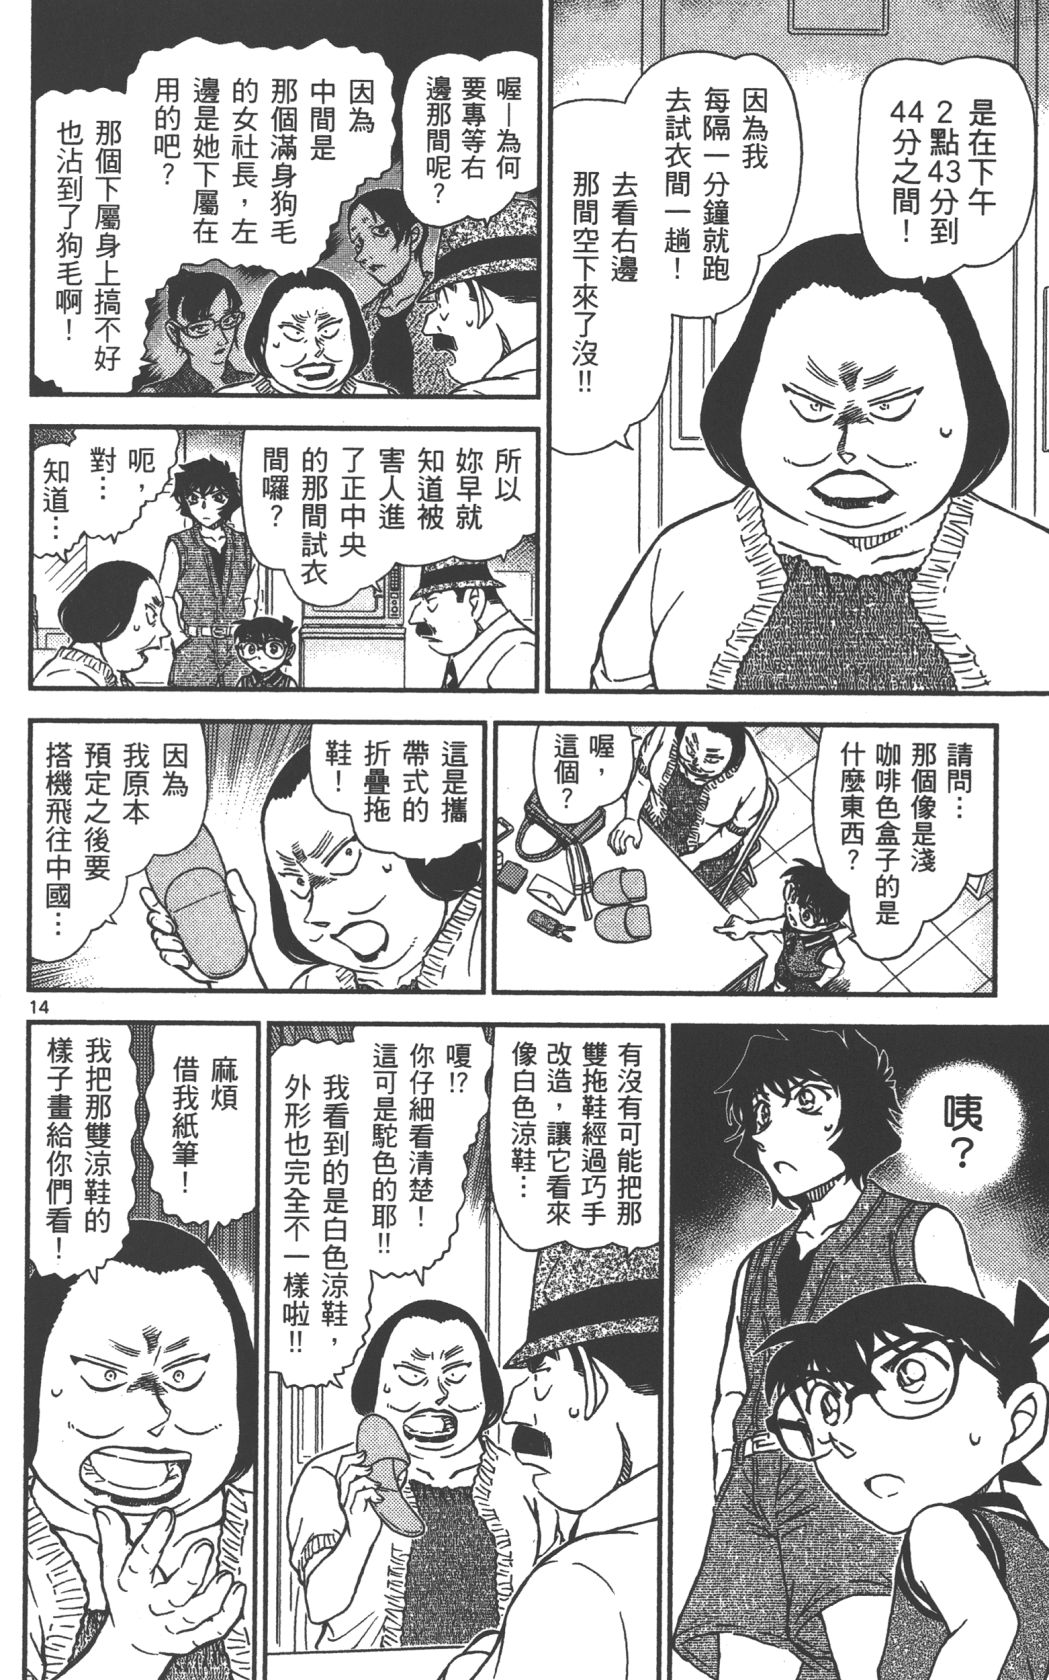 是在下午
2點43分到
44分之間！
因為我
每隔一分鐘就跑
去試衣間一趟！
去看右邊
那間空下來了沒!!
喔—為何
要專等右
邊那間呢？
因為
中間是
那個滿身狗毛
的女社長，左
邊是她下屬在
用的吧？
那個下屬身上搞不好
也沾到了狗毛啊！
所以
妳早就
知道被
害人進
了正中央
的那間試衣
間囉？
呃，
對…
知道…
請問…
那個像是淺
咖啡色盒子的是
什麼東西？
喔，
這個？
這是攜
帶式的
折疊拖
鞋！
因為
我原本
預定之後要
搭機飛往中國…
14
咦？
有沒有可能把那
雙拖鞋經過巧手
改造，讓它看來
像白色涼鞋…
嗄!?
你仔細看清楚！
這可是駝色的耶!!
我看到的是白色涼鞋，
外形也完全不一樣啦!!
麻煩
借我紙筆！
我把那雙涼鞋的
樣子畫給你們看！